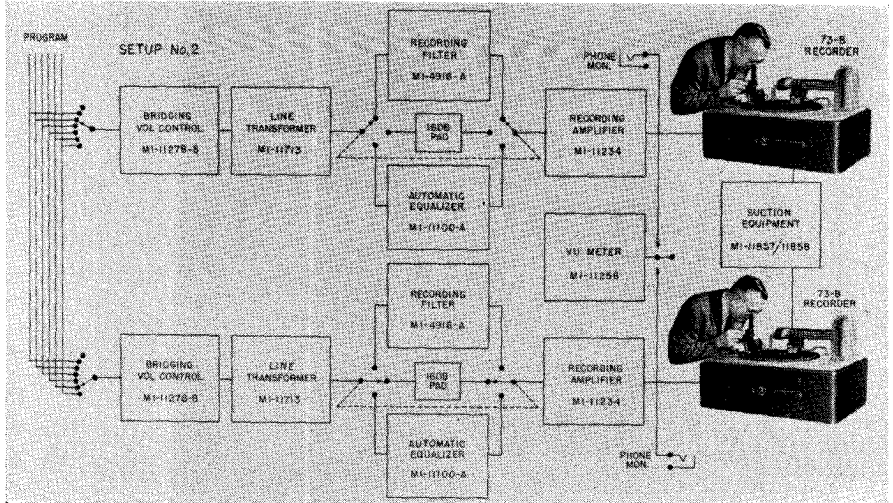 PROGRAM
SETUP No. 2
RECORDING
FILTER
MI-4916-A
PHONE
MON.
73-B
RECORDER
BRIDGING
VOL CONTROL
MI-11278-B
LINE
TRANSFORMER
MI-11713
16DB
PAD
RECORDING
AMPLIFIER
MI-11234
AUTOMATIC
EQUALIZER
MI-11100-A
SUCTION
EQUIPMENT
MI-11857/11858
VU METER
MI-11256
RECORDING
FILTER
MI-4916-A
73-B
RECORDER
BRIDGING
VOL CONTROL
MI-11278-B
LINE
TRANSFORMER
MI-11713
16DB
PAD
RECORDING
AMPLIFIER
MI-11234
AUTOMATIC
EQUALIZER
MI-11100-A
PHONE
MON.